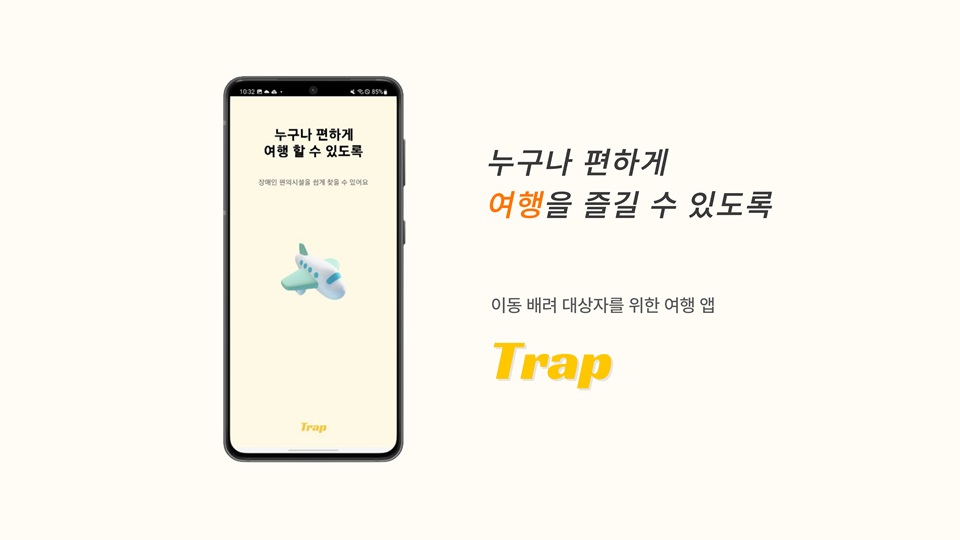 10:32
85%
누구나 편하게
여행 할 수 있도록
장애인 편의시설을 쉽게 찾을 수 있어요
Trap
누구나 편하게
여행을 즐길 수 있도록
이동 배려 대상자를 위한 여행 앱
Trap